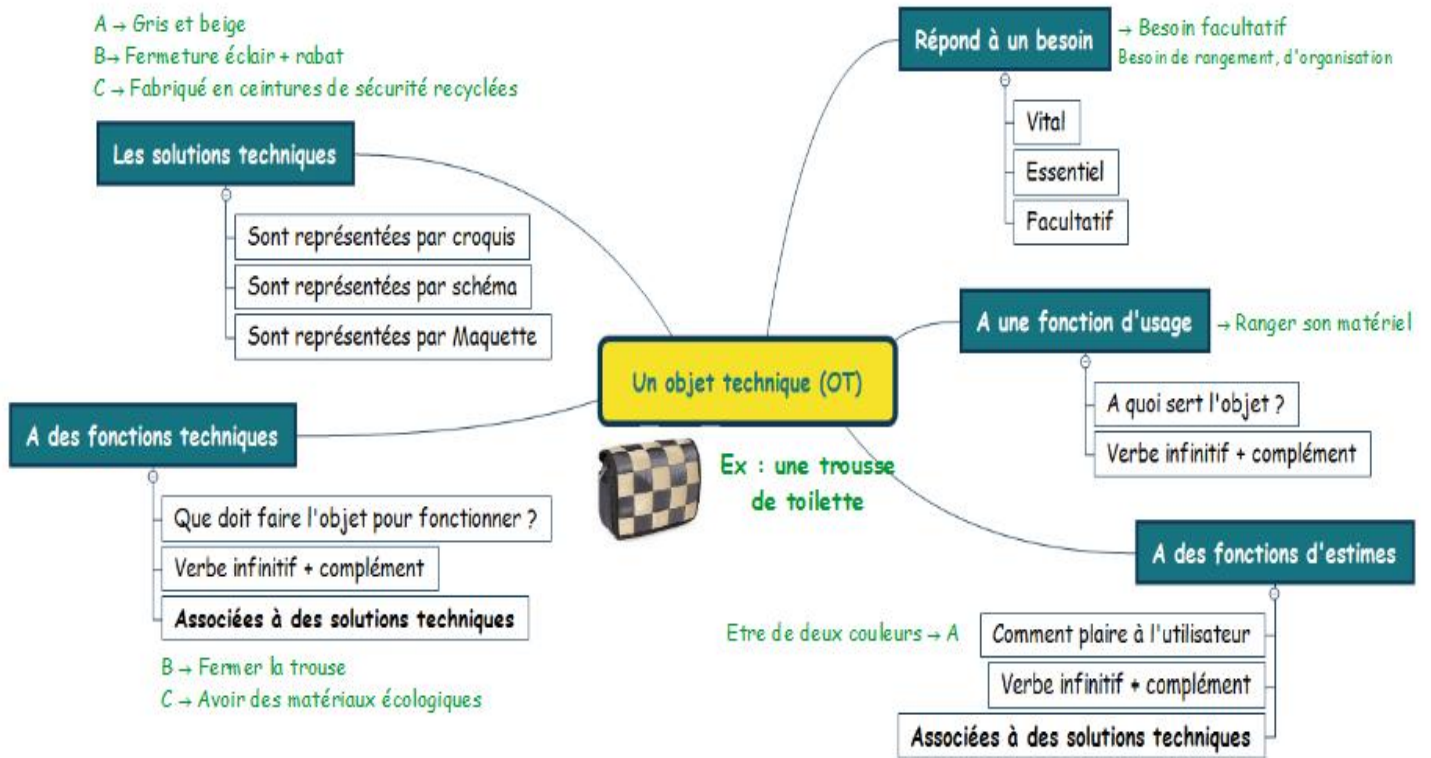 A → Gris et beige
B→ Fermeture éclair + rabat
C → Fabriqué en ceintures de sécurité recyclées
Les solutions techniques
Sont représentées par croquis
Sont représentées par schéma
Sont représentées par Maquette
Répond à un besoin
→ Besoin facultatif
Besoin de rangement, d'organisation
Vital
Essentiel
Facultatif
A une fonction d'usage
→ Ranger son matériel
A quoi sert l'objet ?
Verbe infinitif + complément
Un objet technique (OT)
Ex : une trousse
de toilette
A des fonctions techniques
Que doit faire l'objet pour fonctionner ?
Verbe infinitif + complément
Associées à des solutions techniques
B → Fermer la trouse
C → Avoir des matériaux écologiques
A des fonctions d'estimes
Etre de deux couleurs → A
Comment plaire à l'utilisateur
Verbe infinitif + complément
Associées à des solutions techniques